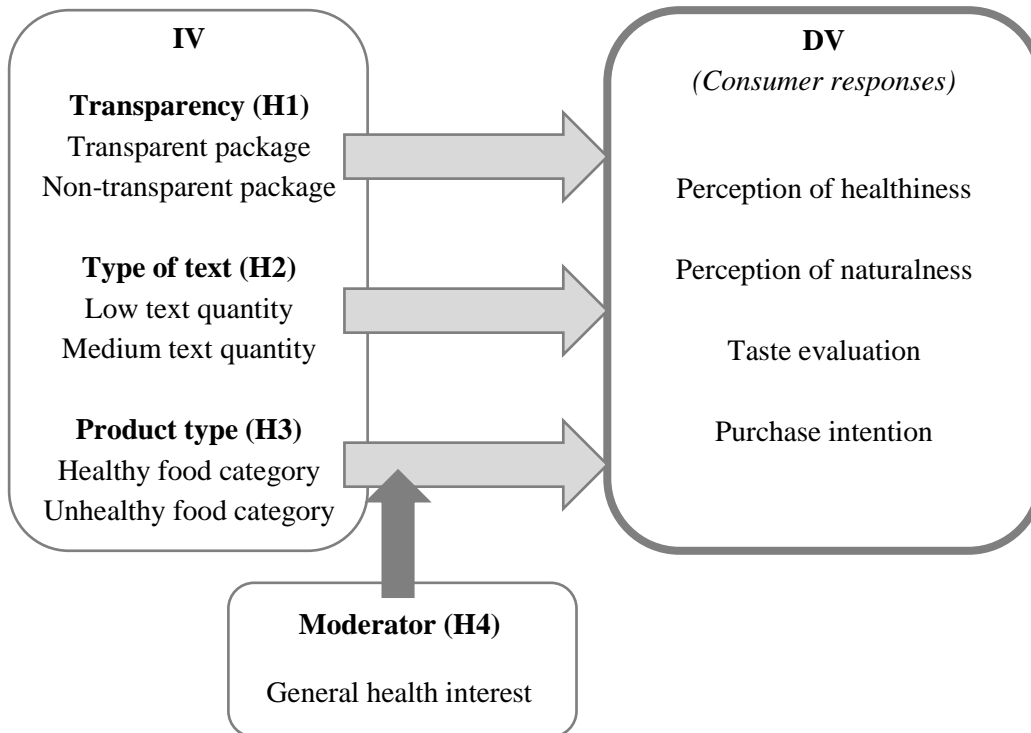 IV
Transparency (H1)
Transparent package
Non-transparent package
Type of text (H2)
Low text quantity
Medium text quantity
Product type (H3)
Healthy food category
Unhealthy food category
DV
(Consumer responses)
Perception of healthiness
Perception of naturalness
Taste evaluation
Purchase intention
Moderator (H4)
General health interest